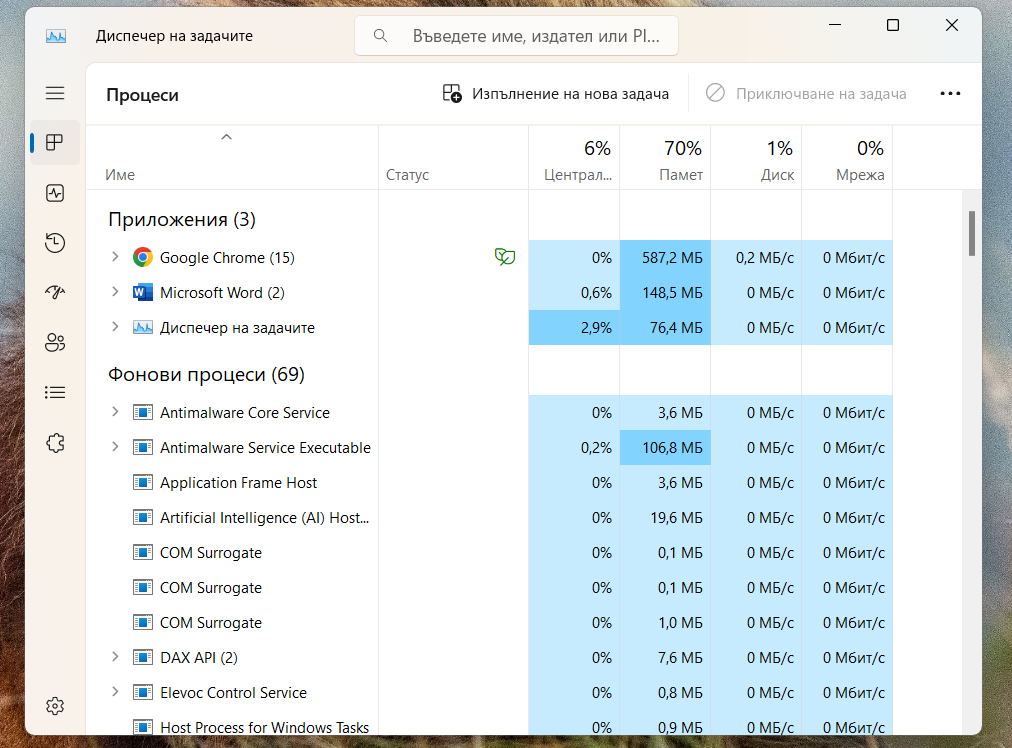 Диспечер на задачите
Въведете име, издател или PI...
Процеси
Изпълнение на нова задача
Приключване на задача
6% 70% 1% 0%
Име Статус Централ... Памет Диск Мрежа
Приложения (3)
Google Chrome (15) 0% 587,2 МБ 0,2 МБ/с 0 Мбит/с
Microsoft Word (2) 0,6% 148,5 МБ 0 МБ/с 0 Мбит/с
Диспечер на задачите 2,9% 76,4 МБ 0 МБ/с 0 Мбит/с
Фонови процеси (69)
Antimalware Core Service 0% 3,6 МБ 0 МБ/с 0 Мбит/с
Antimalware Service Executable 0,2% 106,8 МБ 0 МБ/с 0 Мбит/с
Application Frame Host 0% 3,6 МБ 0 МБ/с 0 Мбит/с
Artificial Intelligence (AI) Host... 0% 19,6 МБ 0 МБ/с 0 Мбит/с
COM Surrogate 0% 0,1 МБ 0 МБ/с 0 Мбит/с
COM Surrogate 0% 0,1 МБ 0 МБ/с 0 Мбит/с
COM Surrogate 0% 1,0 МБ 0 МБ/с 0 Мбит/с
DAX API (2) 0% 7,6 МБ 0 МБ/с 0 Мбит/с
Elevoc Control Service 0% 0,8 МБ 0 МБ/с 0 Мбит/с
Host Process for Windows Tasks 0% 0,9 МБ 0 МБ/с 0 Мбит/с